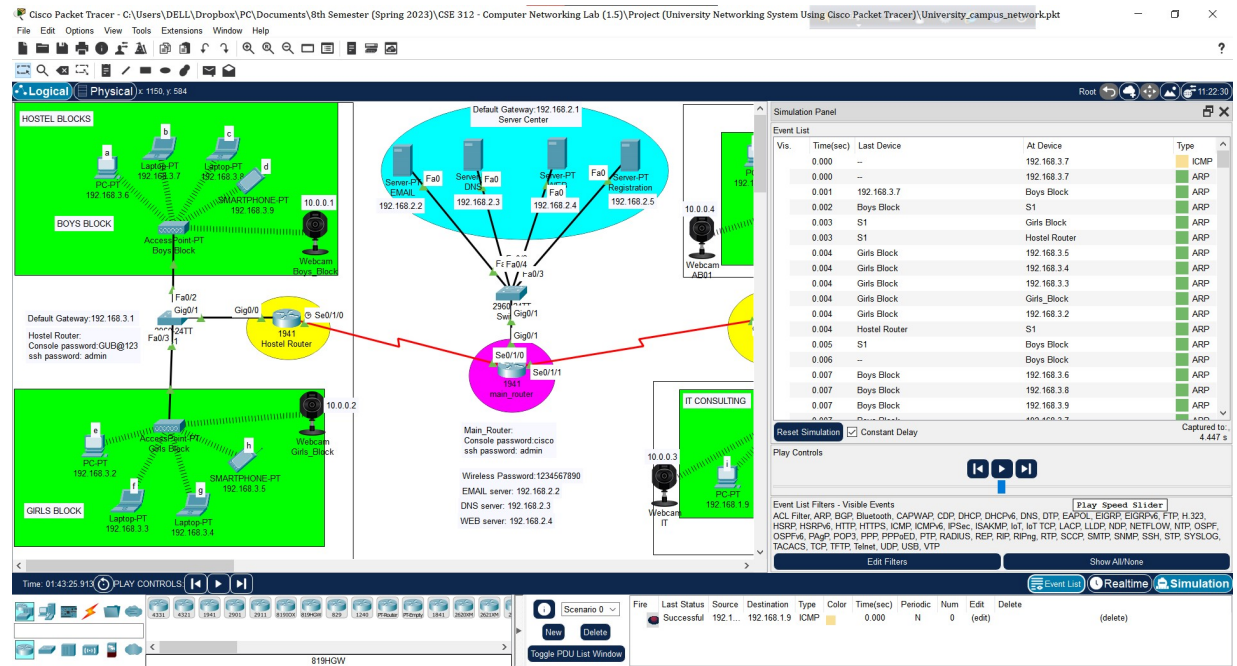 Cisco Packet Tracer - C:\Users\DELL\Dropbox\PC\Documents\8th Semester (Spring 2023)\CSE 312 - Computer Networking Lab (1.5)\Project (University Networking System Using Cisco Packet Tracer)\University_campus_network.pkt
File Edit Options View Tools Extensions Window Help
?
Logical Physical x: 1150, y: 584
Root 11:22:30
HOSTEL BLOCKS
a
PC-PT
192.168.3.6
b
Laptop-PT
192.168.3.7
c
Laptop-PT
192.168.3.8
d
SMARTPHONE-PT
192.168.3.9
BOYS BLOCK
AccessPoint-PT
Boys Block
10.0.0.1
Webcam
Boys_Block
Default Gateway:192.168.2.1
Server Center
Server-PT
EMAIL
192.168.2.2
Fa0
DNS
192.168.2.3
Fa0
Server-PT
192.168.2.4
Fa0
Server-PT
Registration
192.168.2.5
Fa0
Fa0/4
Fa0/3
Gig0/1
Gig0/1
10.0.0.4
Webcam
AB01
Fa0/2
Gig0/1
Fa0/3
Gig0/0
Se0/1/0
1941
Hostel Router
Default Gateway:192.168.3.1
Hostel Router:
Console password:GUB@123
ssh password: admin
Se0/1/0
Se0/1/1
1941
main_router
Main_Router:
Console password:cisco
ssh password: admin
Wireless Password:1234567890
EMAIL server: 192.168.2.2
DNS server: 192.168.2.3
WEB server: 192.168.2.4
10.0.0.2
Webcam
Girls_Block
e
PC-PT
192.168.3.2
AccessPoint-PT
Girls Block
h
SMARTPHONE-PT
192.168.3.5
f
Laptop-PT
192.168.3.3
g
Laptop-PT
192.168.3.4
GIRLS BLOCK
IT CONSULTING
10.0.0.3
Webcam
IT
i
PC-PT
192.168.1.9
Simulation Panel
Event List
Vis. Time(sec) Last Device At Device Type
0.000 -- 192.168.3.7 ICMP
0.000 -- 192.168.3.7 ARP
0.001 192.168.3.7 Boys Block ARP
0.002 Boys Block S1 ARP
0.003 S1 Girls Block ARP
0.003 S1 Hostel Router ARP
0.004 Girls Block 192.168.3.5 ARP
0.004 Girls Block 192.168.3.4 ARP
0.004 Girls Block 192.168.3.3 ARP
0.004 Girls Block Girls_Block ARP
0.004 Girls Block 192.168.3.2 ARP
0.004 Hostel Router S1 ARP
0.005 S1 Boys Block ARP
0.006 -- Boys Block ARP
0.007 Boys Block 192.168.3.6 ARP
0.007 Boys Block 192.168.3.8 ARP
0.007 Boys Block 192.168.3.9 ARP
Reset Simulation Constant Delay
Captured to:
4.447 s
Play Controls
Event List Filters - Visible Events
Play Speed Slider
ACL Filter, ARP, BGP, Bluetooth, CAPWAP, CDP, DHCP, DHCPv6, DNS, DTP, EAPOL, EIGRP, EIGRPv6, FTP, H.323,
HSRP, HSRPv6, HTTP, HTTPS, ICMP, ICMPv6, IPSec, ISAKMP, IoT, IoT TCP, LACP, LLDP, NDP, NETFLOW, NTP, OSPF,
OSPFv6, PAgP, POP3, PPP, PPPoED, PTP, RADIUS, REP, RIP, RIPng, RTP, SCCP, SMTP, SNMP, SSH, STP, SYSLOG,
TACACS, TCP, TFTP, Telnet, UDP, USB, VTP
Edit Filters
Show All/None
Time: 01:43:25.913
PLAY CONTROLS:
Event List Realtime Simulation
4331 4321 1941 2901 2911 819IOX 819HGW 829 1240 PT-Router PT-Empty 1841 2620XM 2621XM
819HGW
Scenario 0
New Delete
Toggle PDU List Window
Fire Last Status Source Destination Type Color Time(sec) Periodic Num Edit Delete
Successful 192.1... 192.168.1.9 ICMP 0.000 N 0 (edit) (delete)